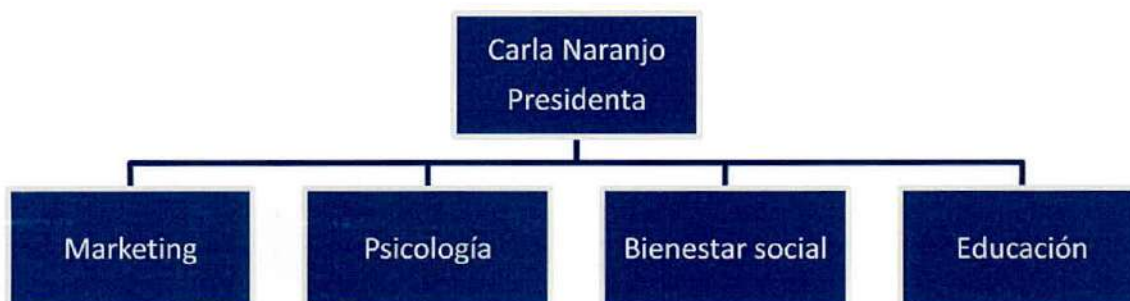 Carla Naranjo
Presidenta
Marketing
Psicología
Bienestar social
Educación